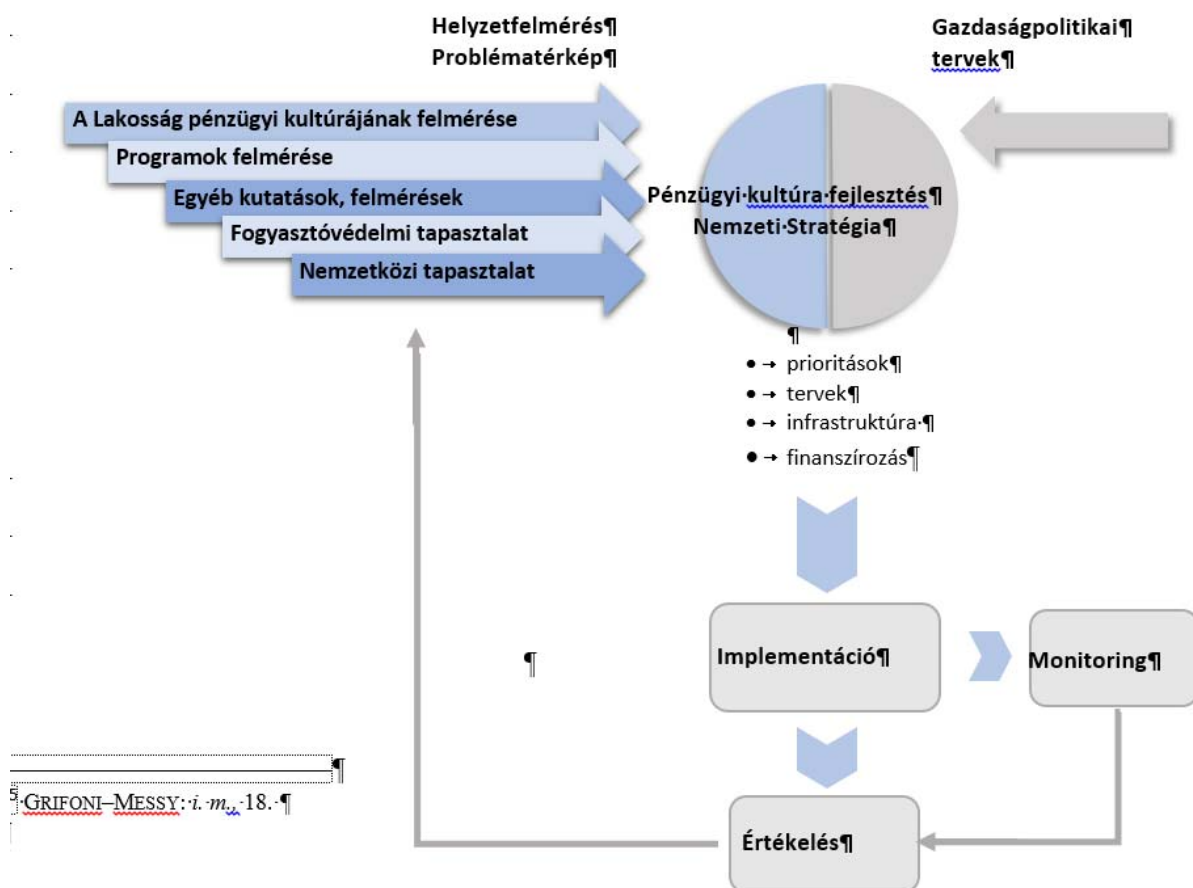 Helyzetfelmérés¶
Problématérkép¶
Gazdaságpolitikai¶
tervek¶
A Lakosság pénzügyi kultúrájának felmérése
Programok felmérése
Egyéb kutatások, felmérések
Fogyasztóvédelmi tapasztalat
Nemzetközi tapasztalat
Pénzügyi·kultúra·fejlesztés¶
Nemzeti·Stratégia¶
¶
•→prioritások¶
•→tervek¶
•→infrastruktúra·¶
•→finanszírozás¶
Implementáció¶
Monitoring¶
¶
Értékelés¶
¶
5·GRIFONI–MESSY:·i.·m.,·18.·¶